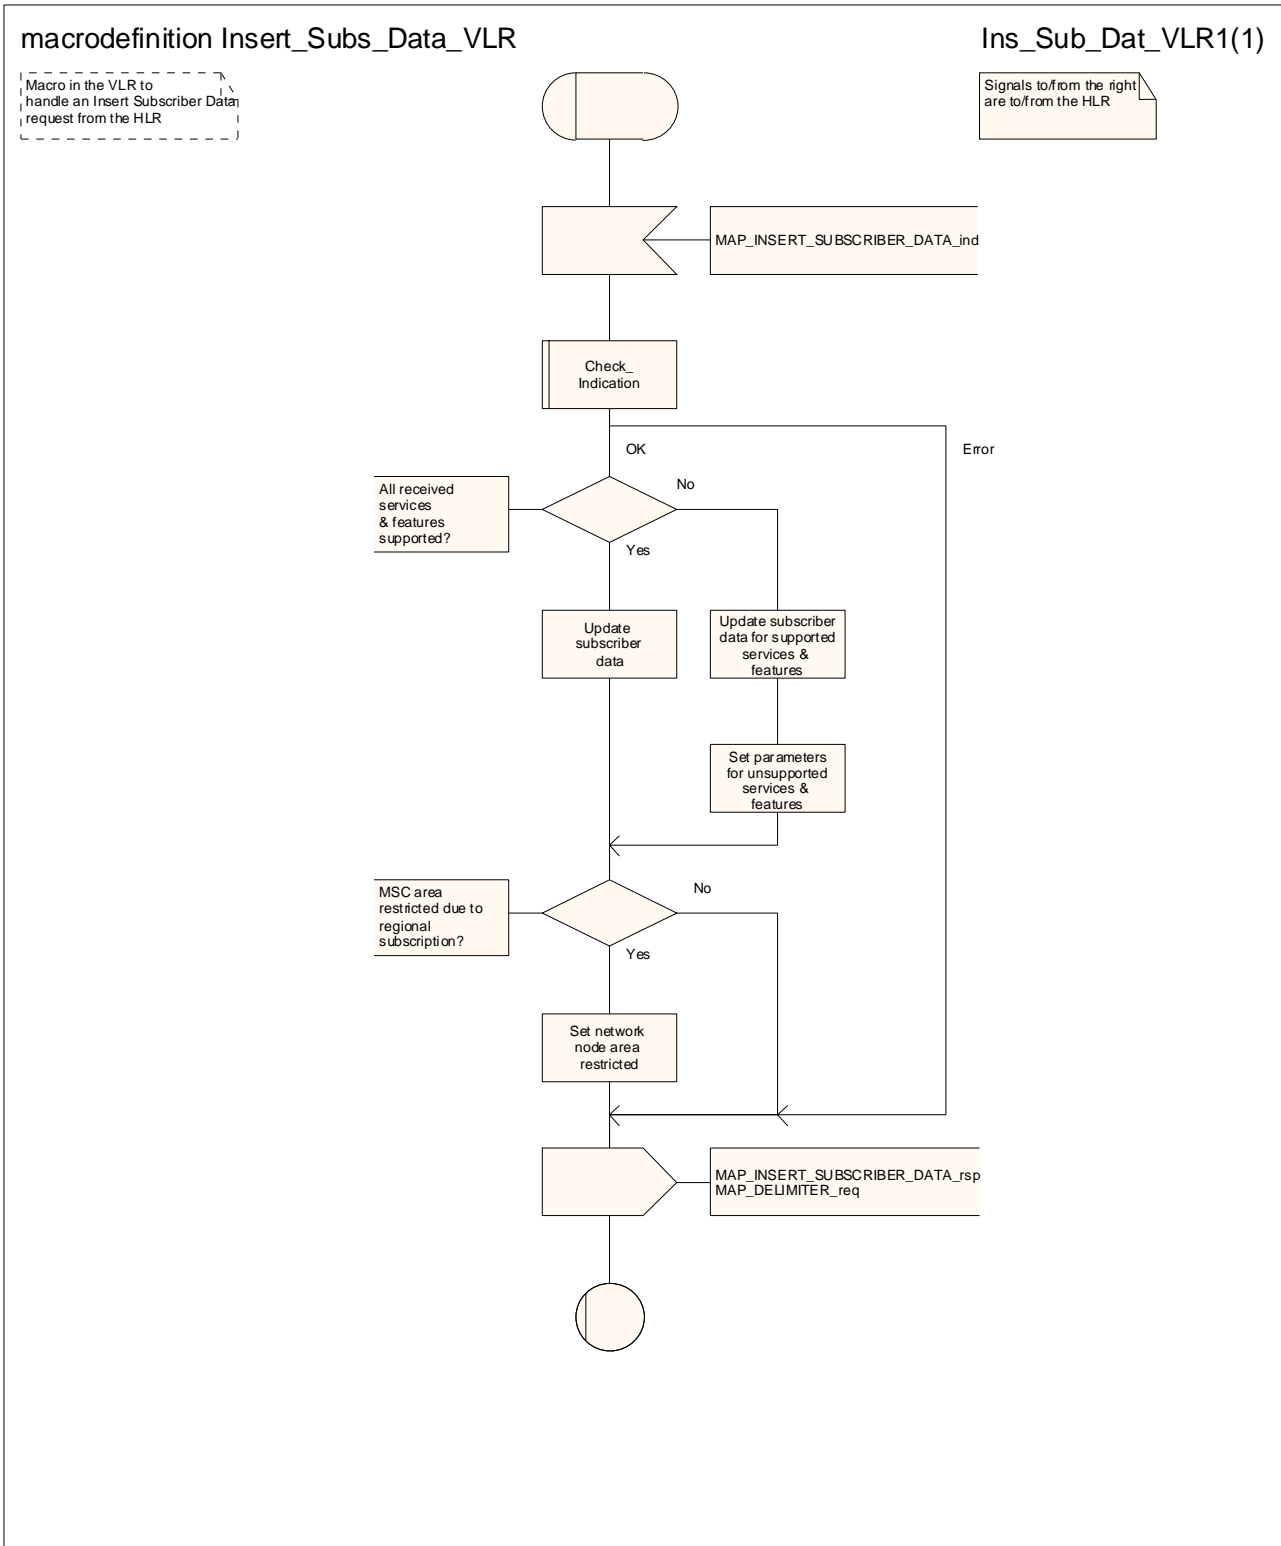 macrodefinition Insert_Subs_Data_VLR
Ins_Sub_Dat_VLR1(1)
Macro in the VLR to
handle an Insert Subscriber Data
request from the HLR
Signals to/from the right
are to/from the HLR
MAP_INSERT_SUBSCRIBER_DATA_ind
Check_
Indication
OK
Error
All received
services
& features
supported?
No
Yes
Update
subscriber
data
Update subscriber
data for supported
services &
features
Set parameters
for unsupported
services &
features
MSC area
restricted due to
regional
subscription?
No
Yes
Set network
node area
restricted
MAP_INSERT_SUBSCRIBER_DATA_rsp
MAP_DELIMITER_req